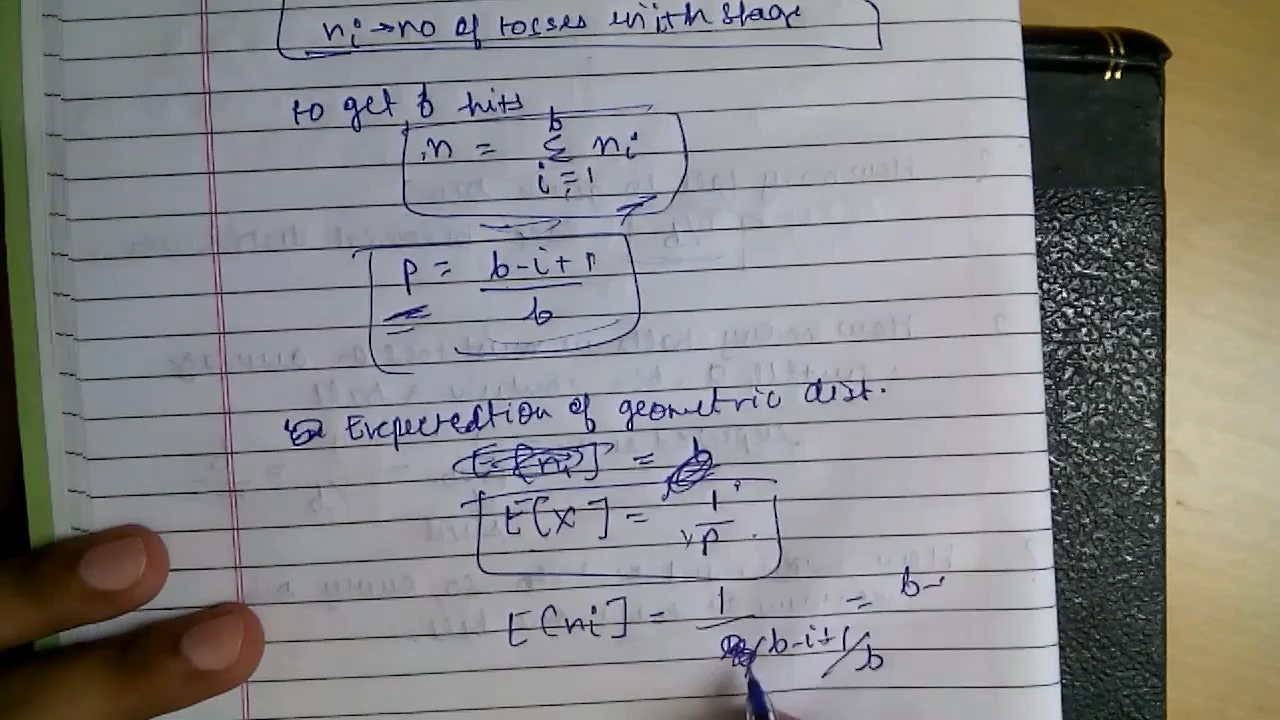 ni → no of tosses in ith stage
to get b hits
n = b Σ i=1 ni
p = b-i+1 / b
Expectation of geometric dist.
= b
E[X] = 1/p
E[ni] = 1 / (b-i+1/b = b-